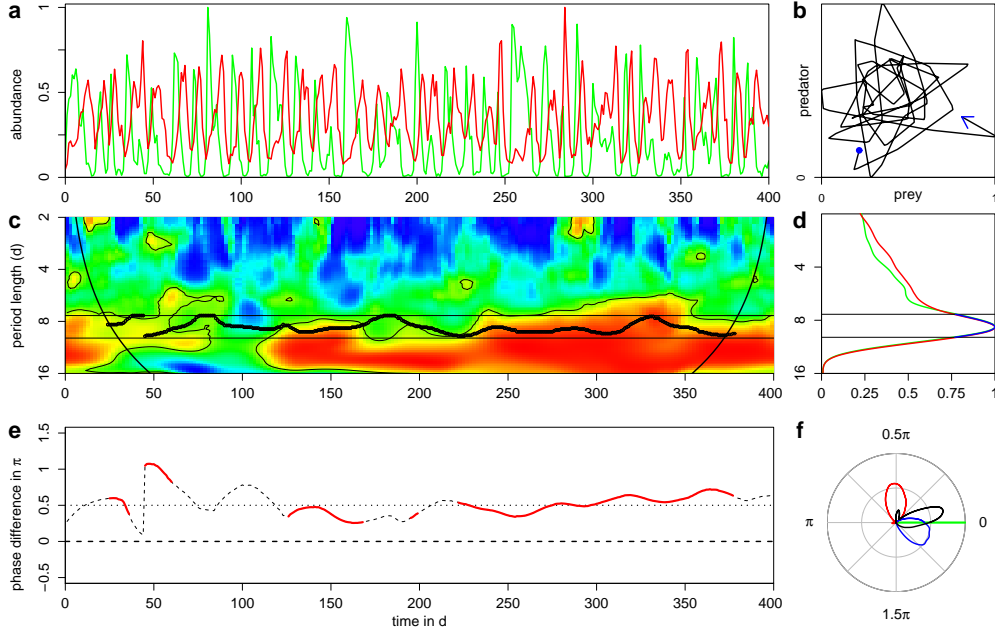 a
abundance
1
0.5
0
0 50 100 150 200 250 300 350 400
b
predator
0
prey
1
c
period length (d)
2
4
8
16
0 50 100 150 200 250 300 350 400
d
4
8
16
0 0.25 0.5 0.75 1
e
phase difference in π
1.5
1
0.5
0
−0.5
0 50 100 150 200 250 300 350 400
time in d
f
0.5π
π
0
1.5π